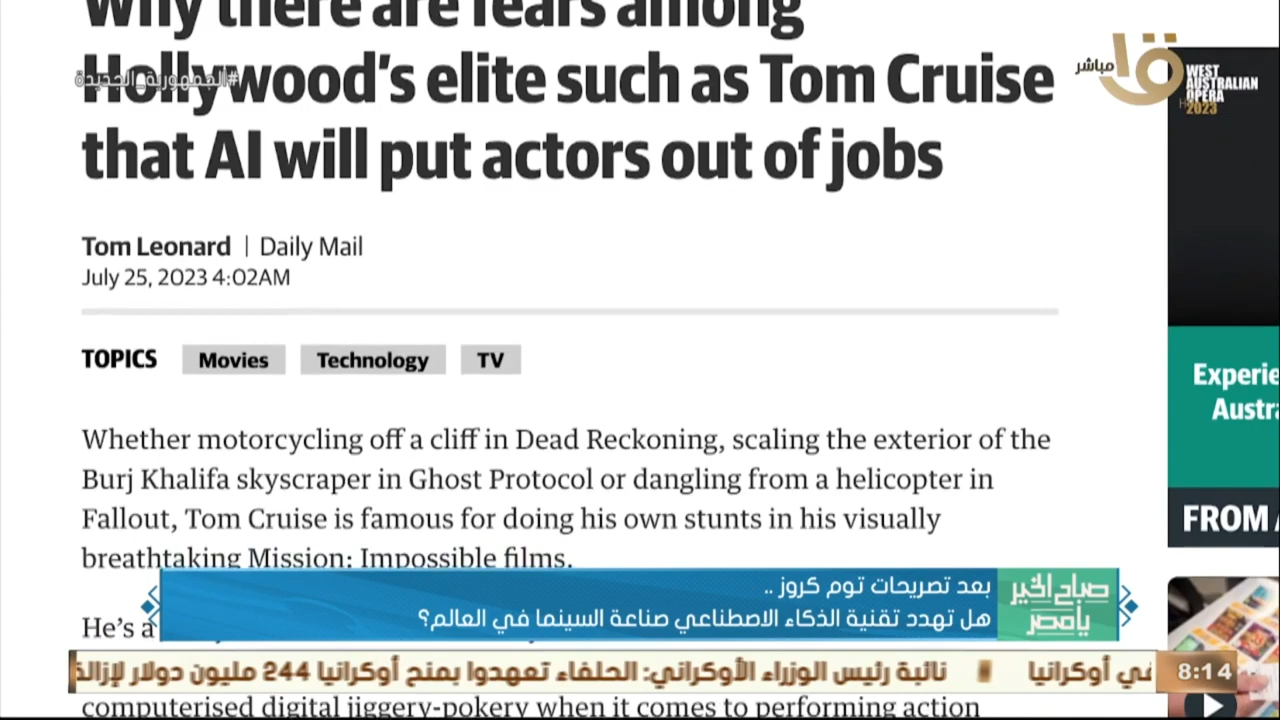 Why there are fears among
Hollywood's elite such as Tom Cruise
that AI will put actors out of jobs
#الجمهورية_الجديدة
مباشر
WEST
AUSTRALIAN
OPERA
2023
Tom Leonard | Daily Mail
July 25, 2023 4:02AM
TOPICS Movies Technology TV
Experie
Austr
Whether motorcycling off a cliff in Dead Reckoning, scaling the exterior of the
Burj Khalifa skyscraper in Ghost Protocol or dangling from a helicopter in
Fallout, Tom Cruise is famous for doing his own stunts in his visually
breathtaking Mission: Impossible films.
FROM
He's a
صباح الخير
يا مصر
بعد تصريحات توم كروز ..
هل تهدد تقنية الذكاء الاصطناعي صناعة السينما في العالم؟
في أوكرانيا
نائبة رئيس الوزراء الأوكراني: الحلفاء تعهدوا بمنح أوكرانيا 244 مليون دولار لإزالة
8:14
computerised digital jiggery-pokery when it comes to performing action